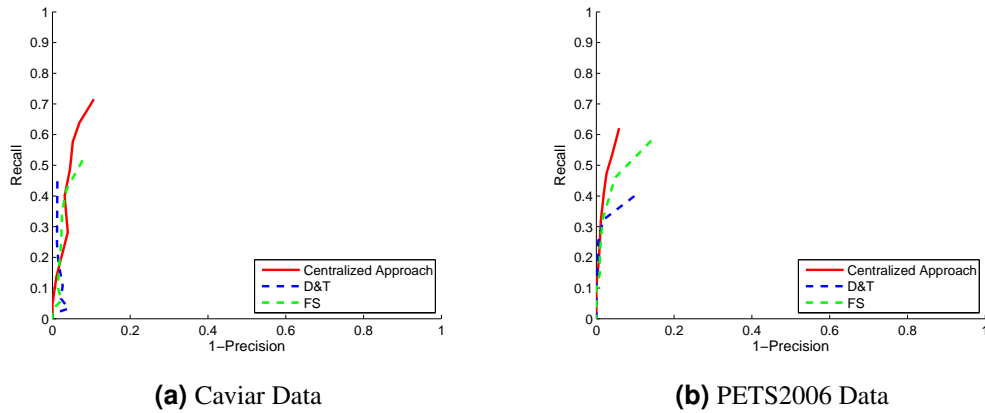 1
0.9
0.8
0.7
0.6
0.5
0.4
0.3
0.2
0.1
0
Recall
0 0.2 0.4 0.6 0.8 1
1−Precision
Centralized Approach
D&T
FS
(a) Caviar Data
1
0.9
0.8
0.7
0.6
0.5
0.4
0.3
0.2
0.1
0
Recall
0 0.2 0.4 0.6 0.8 1
1−Precision
Centralized Approach
D&T
FS
(b) PETS2006 Data